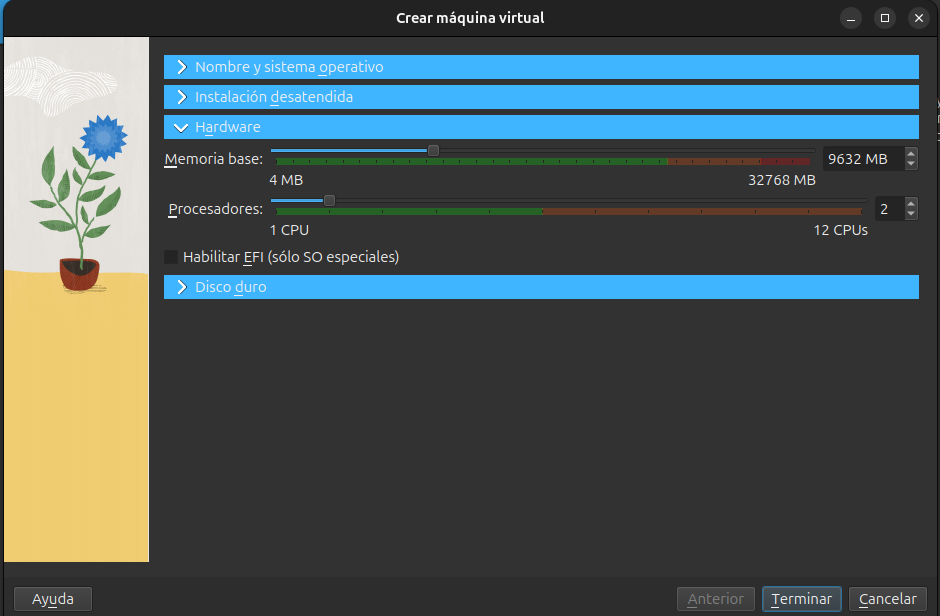 Crear máquina virtual
Nombre y sistema operativo
Instalación desatendida
Hardware
Memoria base: 9632 MB
4 MB 32768 MB
Procesadores: 2
1 CPU 12 CPUs
Habilitar EFI (sólo SO especiales)
Disco duro
Ayuda Anterior Terminar Cancelar